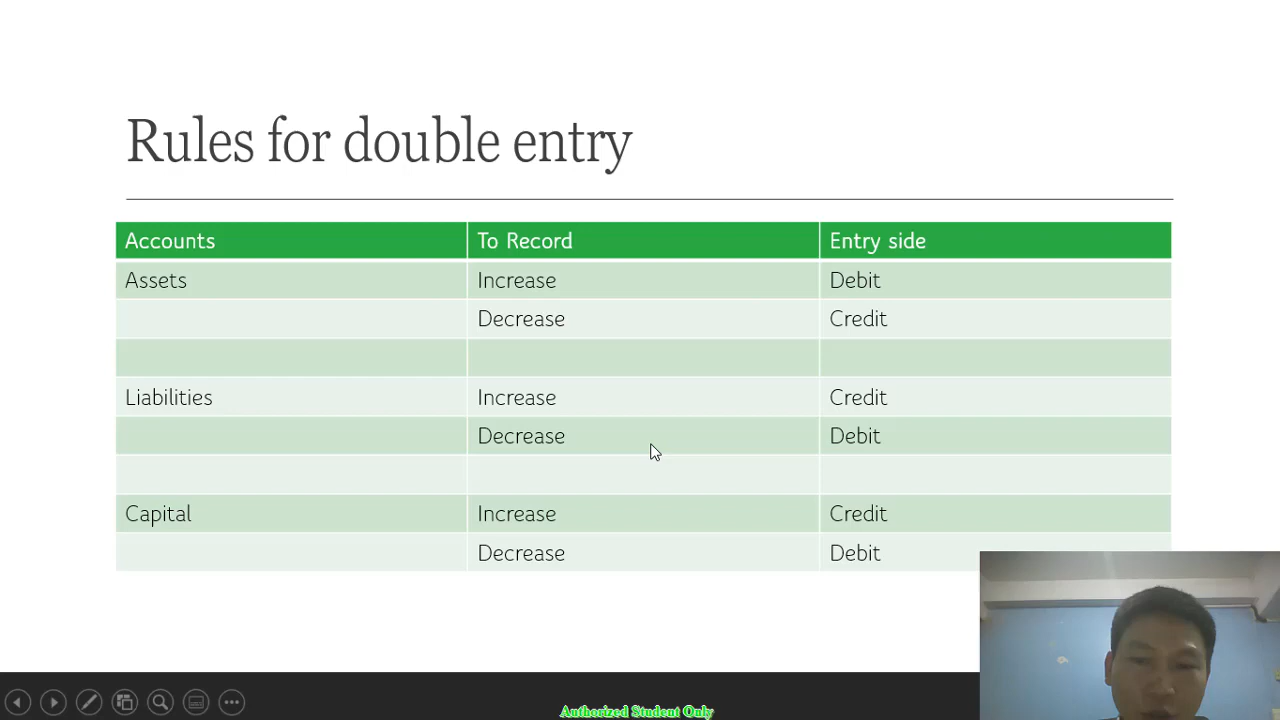 Rules for double entry
Accounts To Record Entry side
Assets Increase Debit
Decrease Credit
Liabilities Increase Credit
Decrease Debit
Capital Increase Credit
Decrease Debit
Authorized Student Only